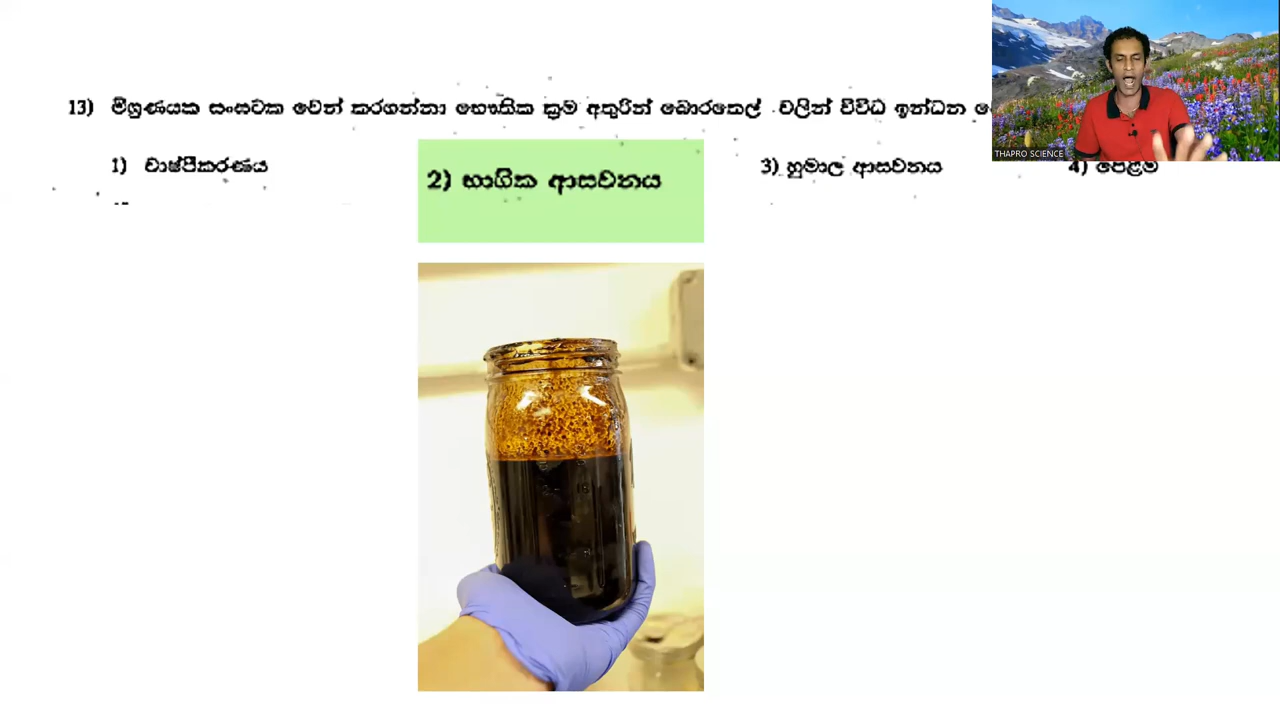 13) මිශ්‍රණයක සංඝටක වෙන් කරගන්නා භෞතික ක්‍රම අතුරින් බොරතෙල් වලින් විවිධ ඉන්ධන
1) වාෂ්පීකරණය 2) භාගික ආසවනය 3) හුමාල ආසවනය 4) පෙළීම
THAPRO SCIENCE